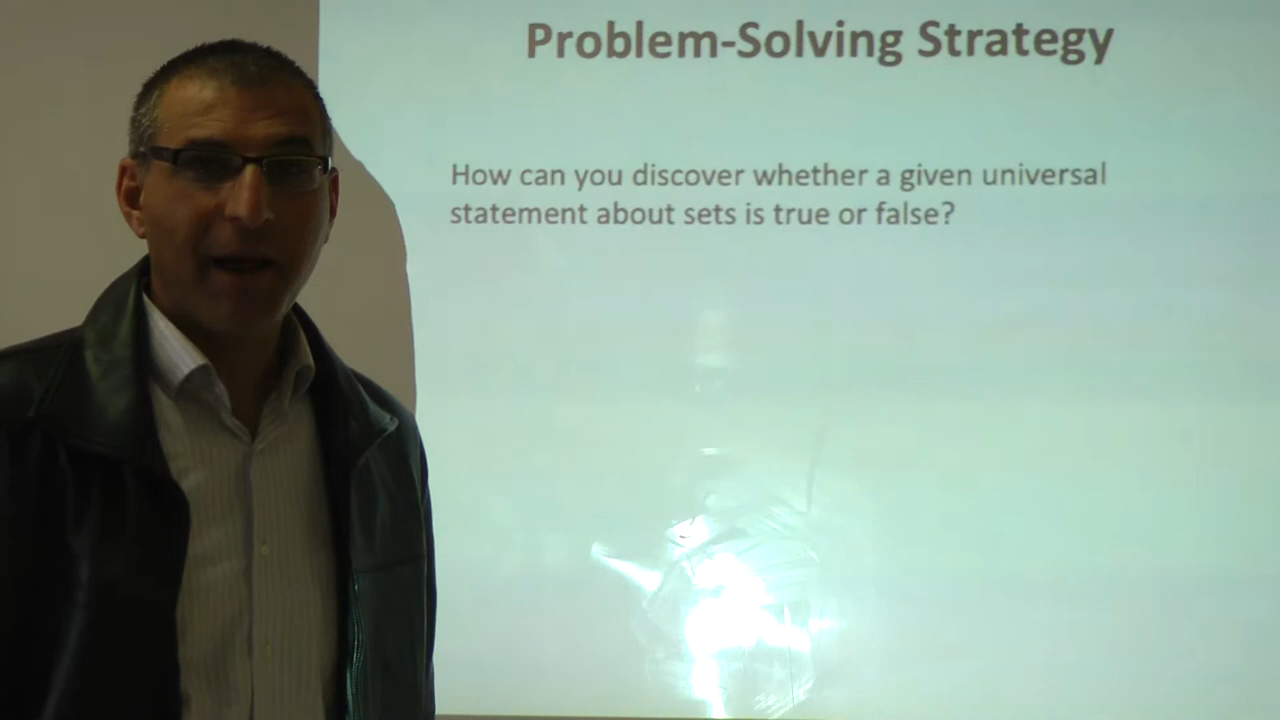 Problem-Solving Strategy
How can you discover whether a given universal
statement about sets is true or false?